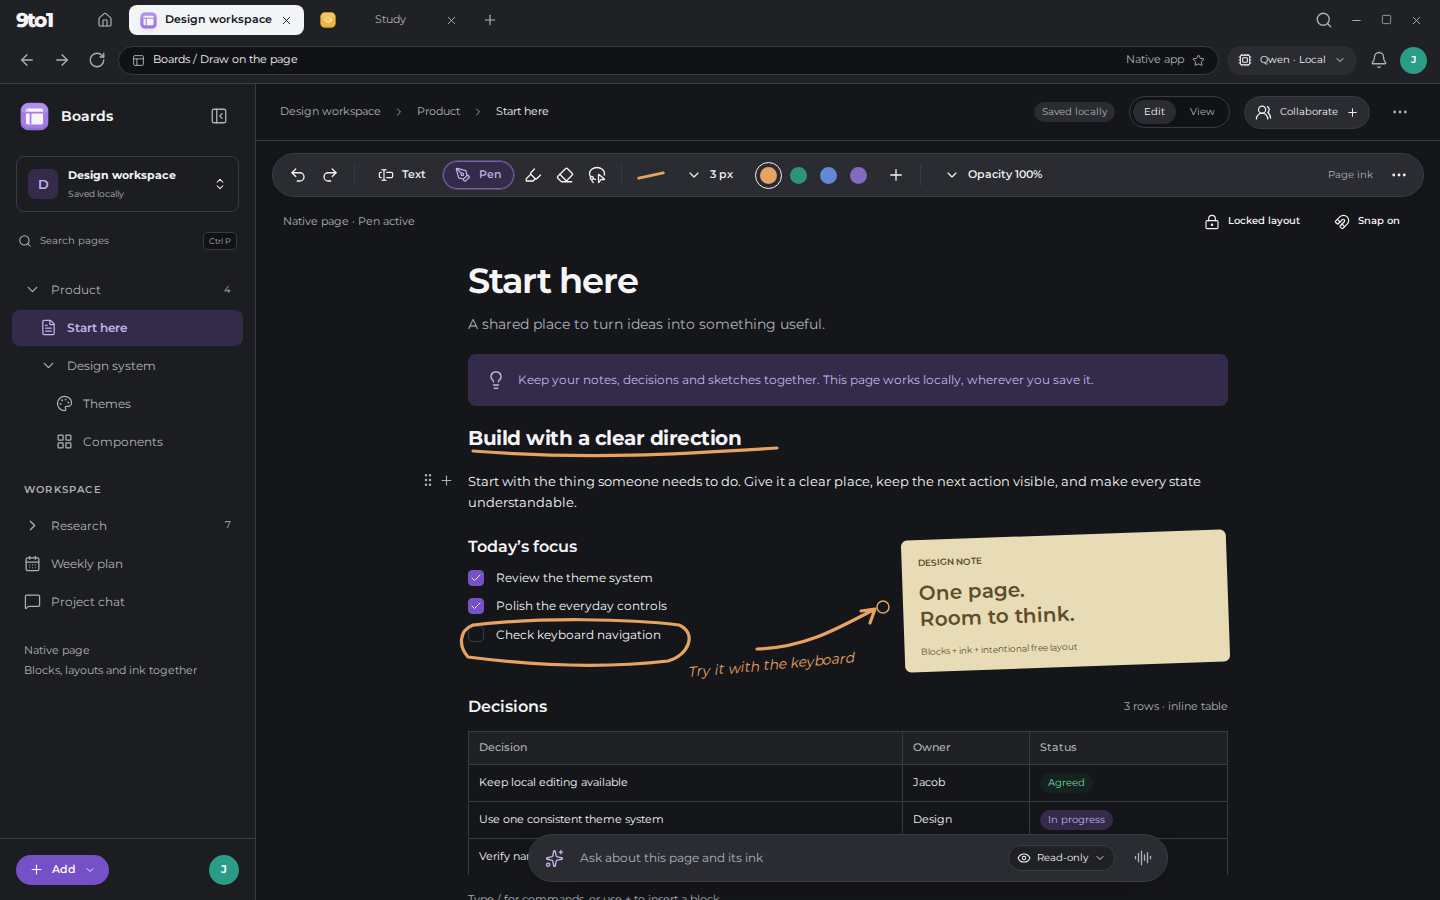 9to1
Design workspace
Study
Boards / Draw on the page
Native app
Qwen · Local
J
Boards
Design workspace
Product
Start here
Saved locally
Edit
View
Collaborate
D
Design workspace
Saved locally
Text
Pen
3 px
Opacity 100%
Page ink
Search pages
Ctrl P
Native page · Pen active
Locked layout
Snap on
Product
4
Start here
Design system
Themes
Components
WORKSPACE
Research
7
Weekly plan
Project chat
Native page
Blocks, layouts and ink together
Add
J
Start here
A shared place to turn ideas into something useful.
Keep your notes, decisions and sketches together. This page works locally, wherever you save it.
Build with a clear direction
Start with the thing someone needs to do. Give it a clear place, keep the next action visible, and make every state
understandable.
Today's focus
Review the theme system
Polish the everyday controls
Check keyboard navigation
Try it with the keyboard
DESIGN NOTE
One page.
Room to think.
Blocks + ink + intentional free layout
Decisions
3 rows · inline table
Decision
Owner
Status
Keep local editing available
Jacob
Agreed
Use one consistent theme system
Design
In progress
Verify
Ask about this page and its ink
Read-only
Type / for commands, or use + to insert a block